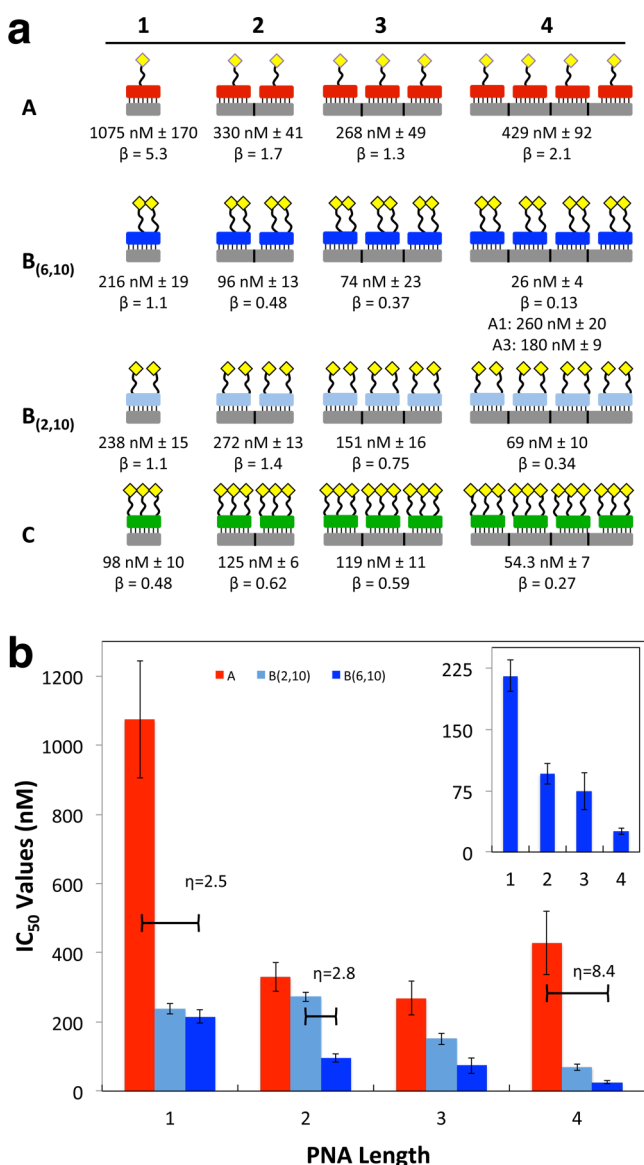 a
1 2 3 4
A
1075 nM ± 170 330 nM ± 41 268 nM ± 49 429 nM ± 92
β = 5.3 β = 1.7 β = 1.3 β = 2.1
B(6,10)
216 nM ± 19 96 nM ± 13 74 nM ± 23 26 nM ± 4
β = 1.1 β = 0.48 β = 0.37 β = 0.13
A1: 260 nM ± 20
A3: 180 nM ± 9
B(2,10)
238 nM ± 15 272 nM ± 13 151 nM ± 16 69 nM ± 10
β = 1.1 β = 1.4 β = 0.75 β = 0.34
C
98 nM ± 10 125 nM ± 6 119 nM ± 11 54.3 nM ± 7
β = 0.48 β = 0.62 β = 0.59 β = 0.27
b
IC50 Values (nM)
1200
1000
800
600
400
200
0
A B(2,10) B(6,10)
225
150
75
0
1 2 3 4
η=2.5
η=2.8
η=8.4
1 2 3 4
PNA Length